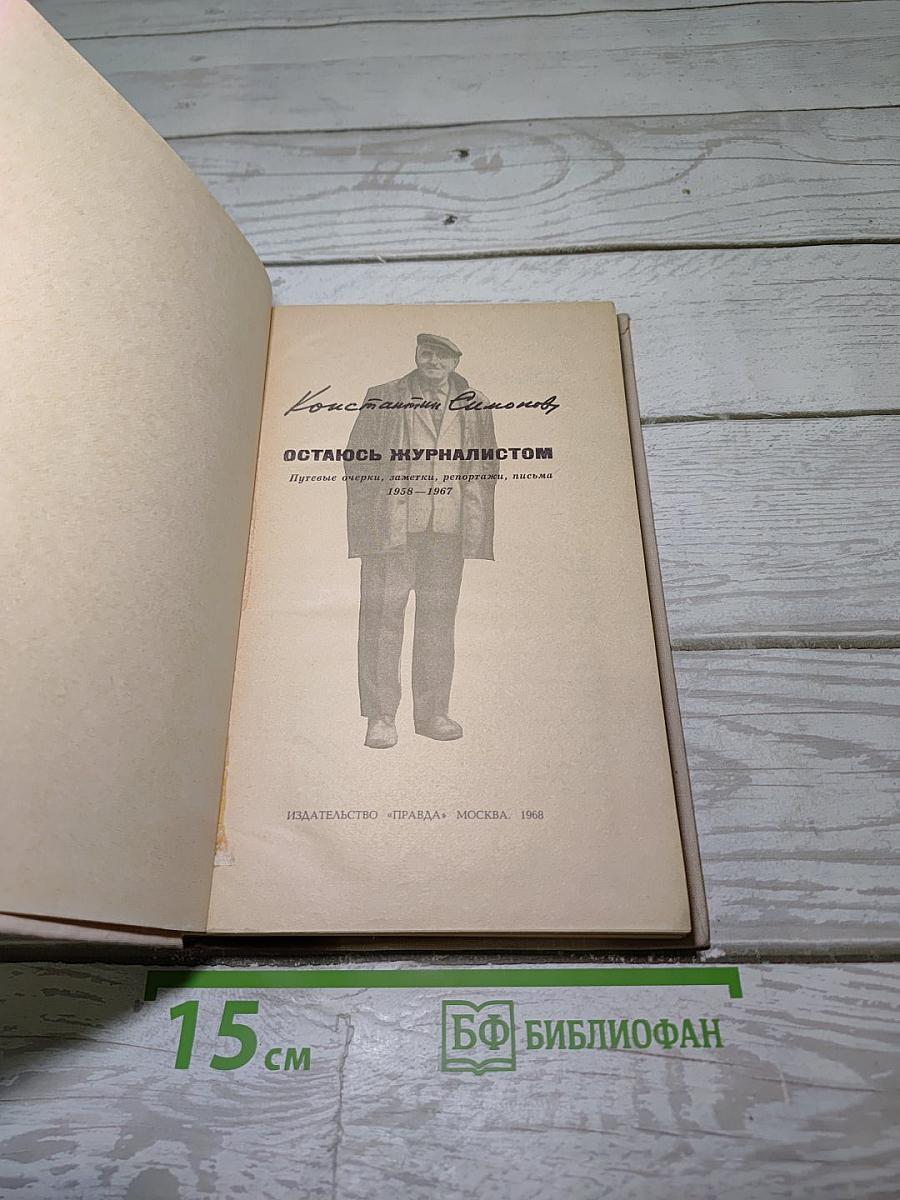 Константин Симонов
ОСТАЮСЬ ЖУРНАЛИСТОМ
Путевые очерки, заметки, репортажи, письма
1958—1967
ИЗДАТЕЛЬСТВО «ПРАВДА» МОСКВА. 1968
15 см
БФ БИБЛИОФАН